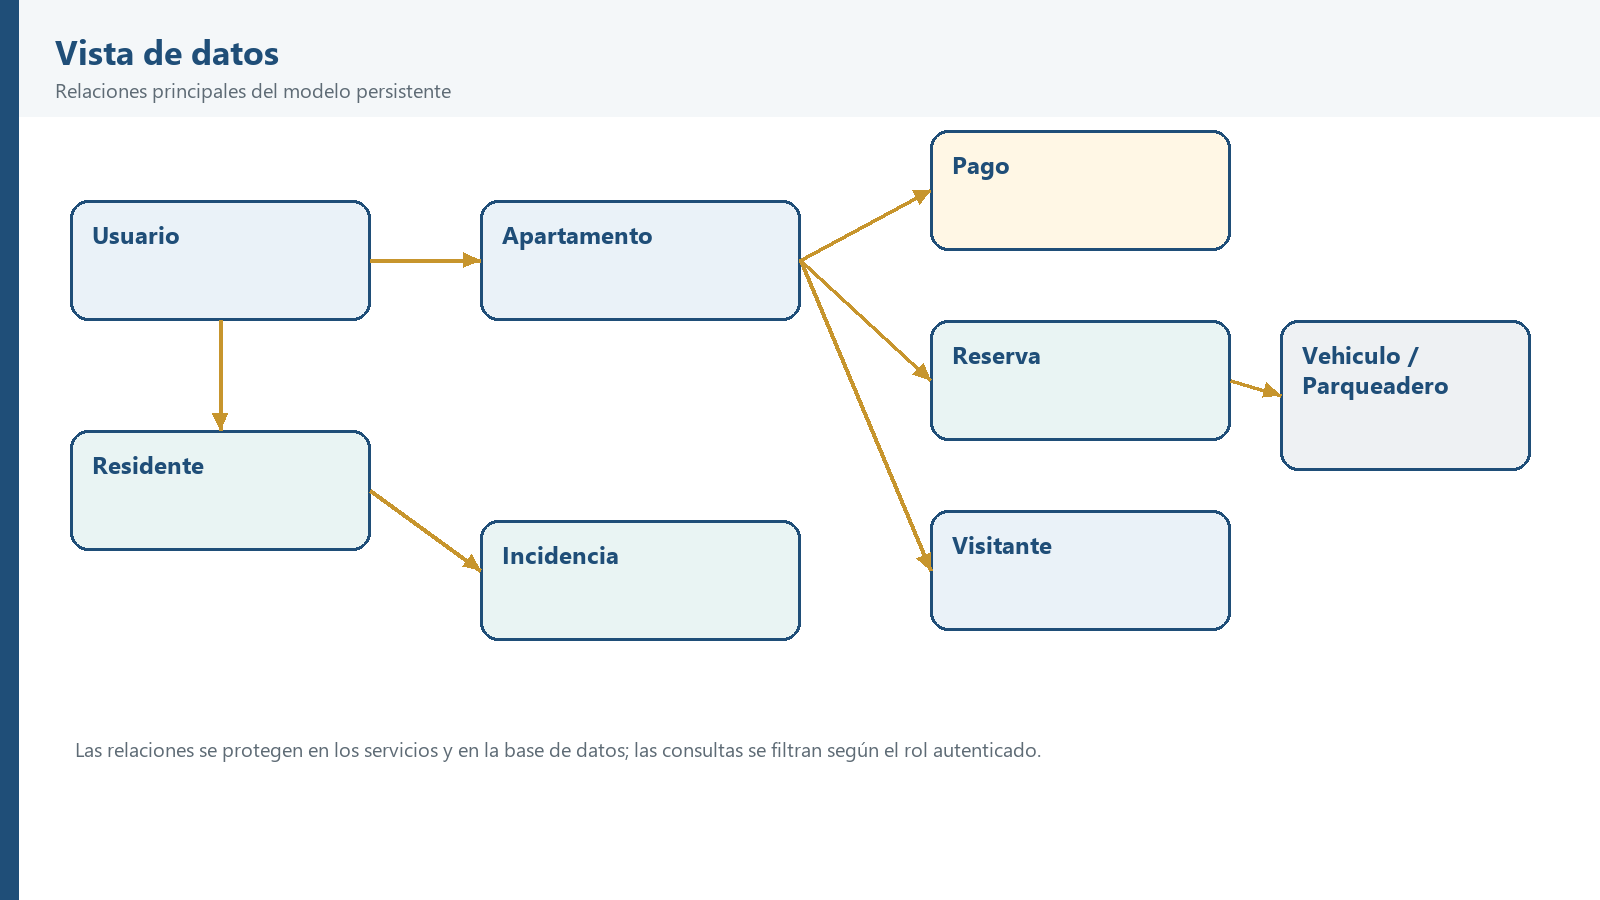 Vista de datos
Relaciones principales del modelo persistente
Pago
Usuario
Apartamento
Reserva
Vehiculo /
Parqueadero
Residente
Incidencia
Visitante
Las relaciones se protegen en los servicios y en la base de datos; las consultas se filtran según el rol autenticado.